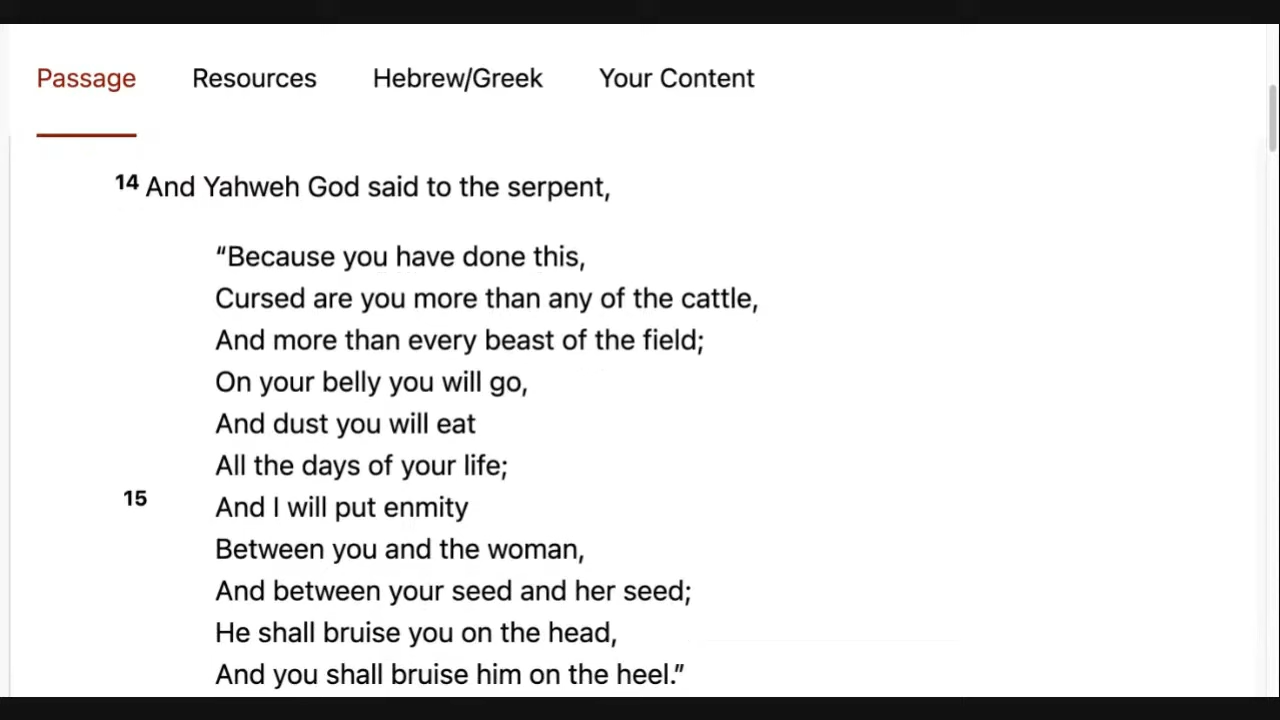 Passage Resources Hebrew/Greek Your Content
14 And Yahweh God said to the serpent,
“Because you have done this,
Cursed are you more than any of the cattle,
And more than every beast of the field;
On your belly you will go,
And dust you will eat
All the days of your life;
15 And I will put enmity
Between you and the woman,
And between your seed and her seed;
He shall bruise you on the head,
And you shall bruise him on the heel.”